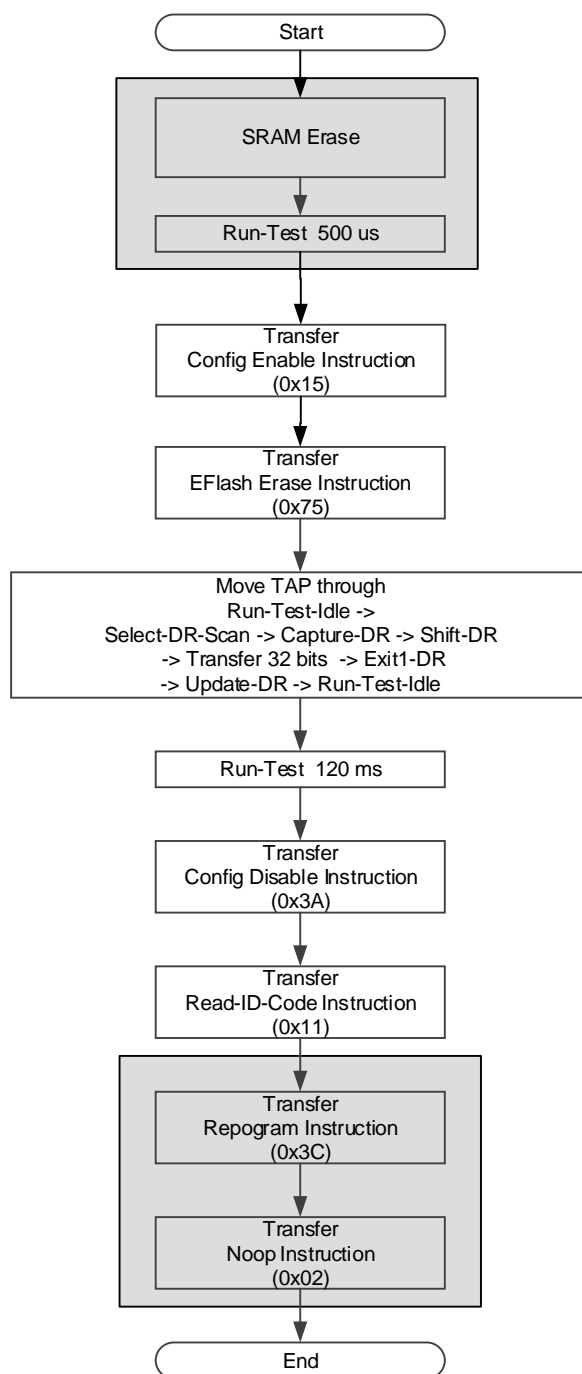 Start
SRAM Erase
Run-Test 500 us
Transfer
Config Enable Instruction
(0x15)
Transfer
EFlash Erase Instruction
(0x75)
Move TAP through
Run-Test-Idle ->
Select-DR-Scan -> Capture-DR -> Shift-DR
-> Transfer 32 bits -> Exit1-DR
-> Update-DR -> Run-Test-Idle
Run-Test 120 ms
Transfer
Config Disable Instruction
(0x3A)
Transfer
Read-ID-Code Instruction
(0x11)
Transfer
Repogram Instruction
(0x3C)
Transfer
Noop Instruction
(0x02)
End